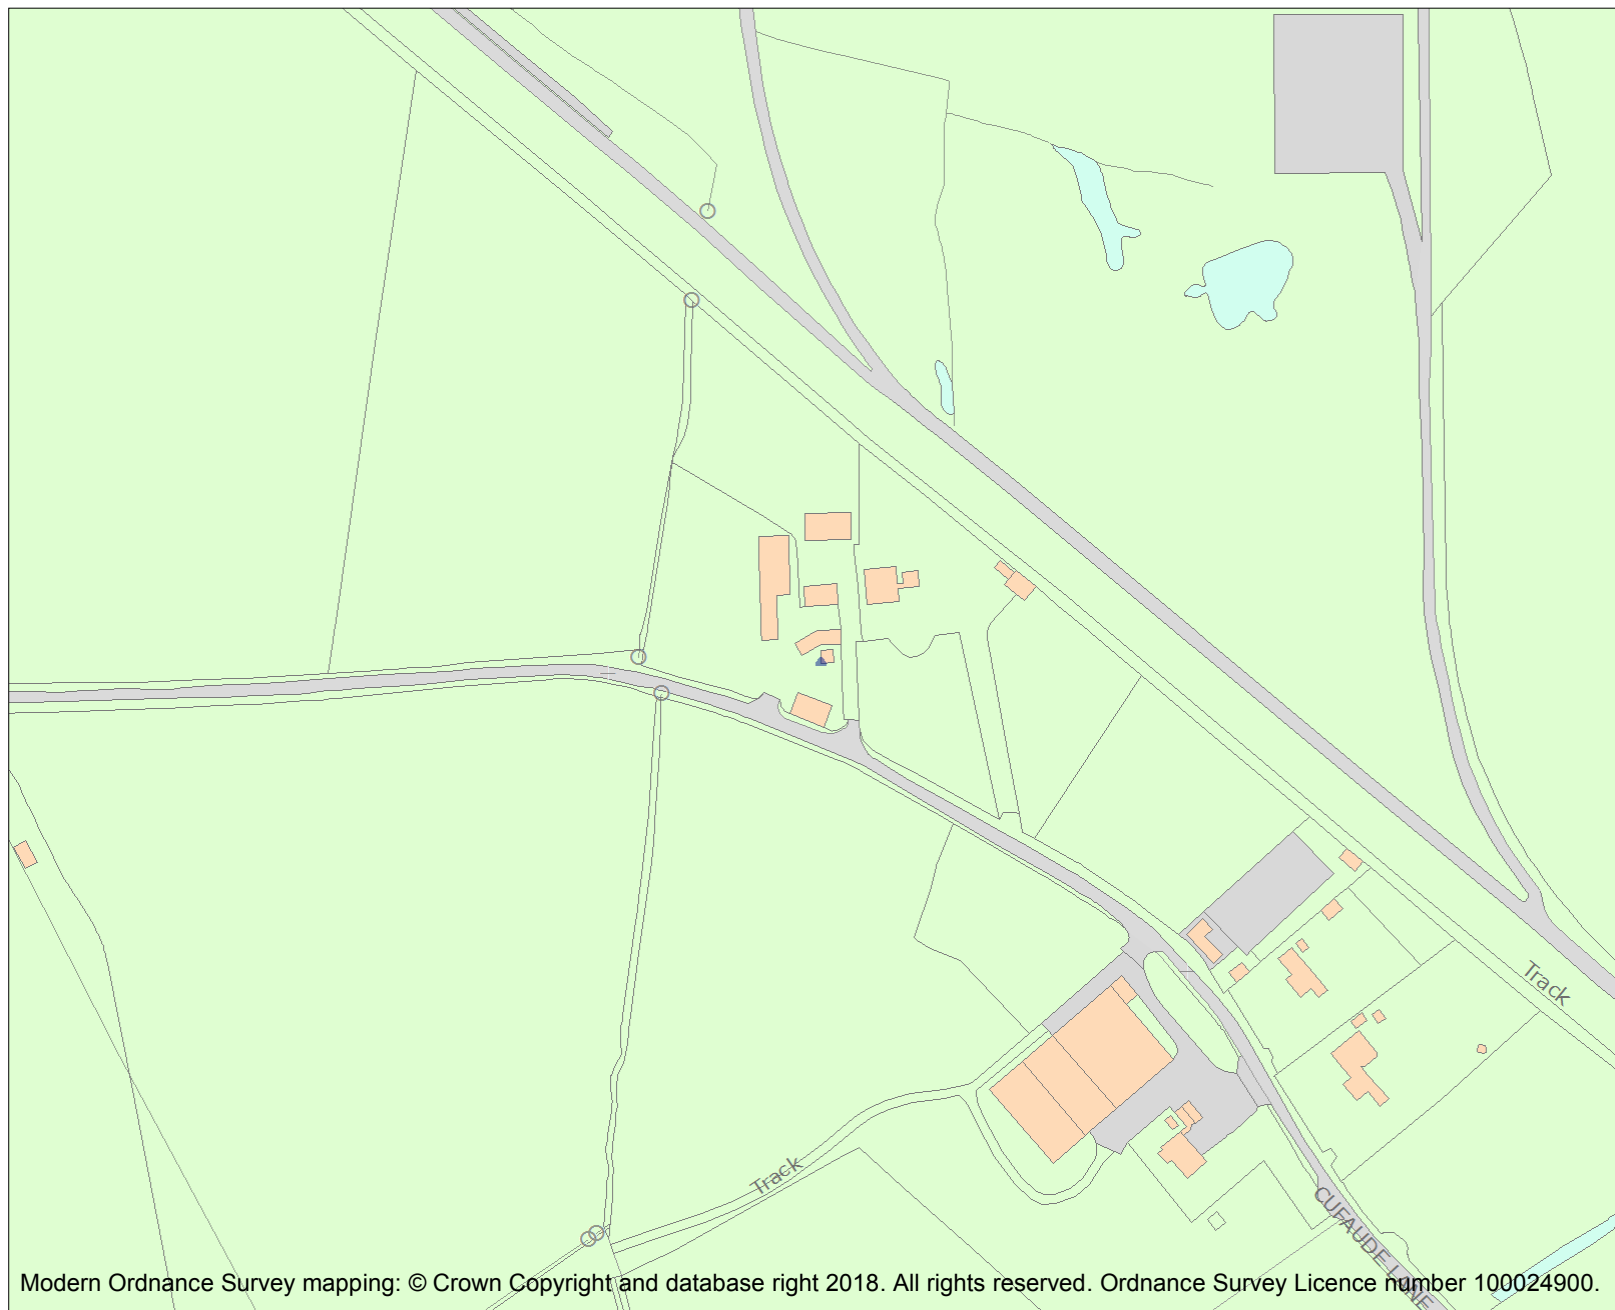 Track
Track
CUFAUDE LANE
Modern Ordnance Survey mapping: © Crown Copyright and database right 2018. All rights reserved. Ordnance Survey Licence number 100024900.